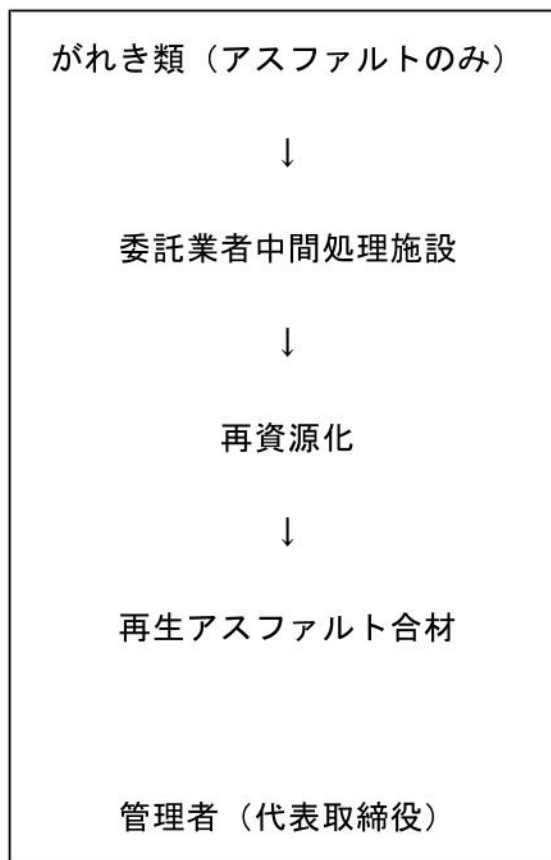 がれき類（アスファルトのみ）
↓
委託業者中間処理施設
↓
再資源化
↓
再生アスファルト合材
管理者（代表取締役）